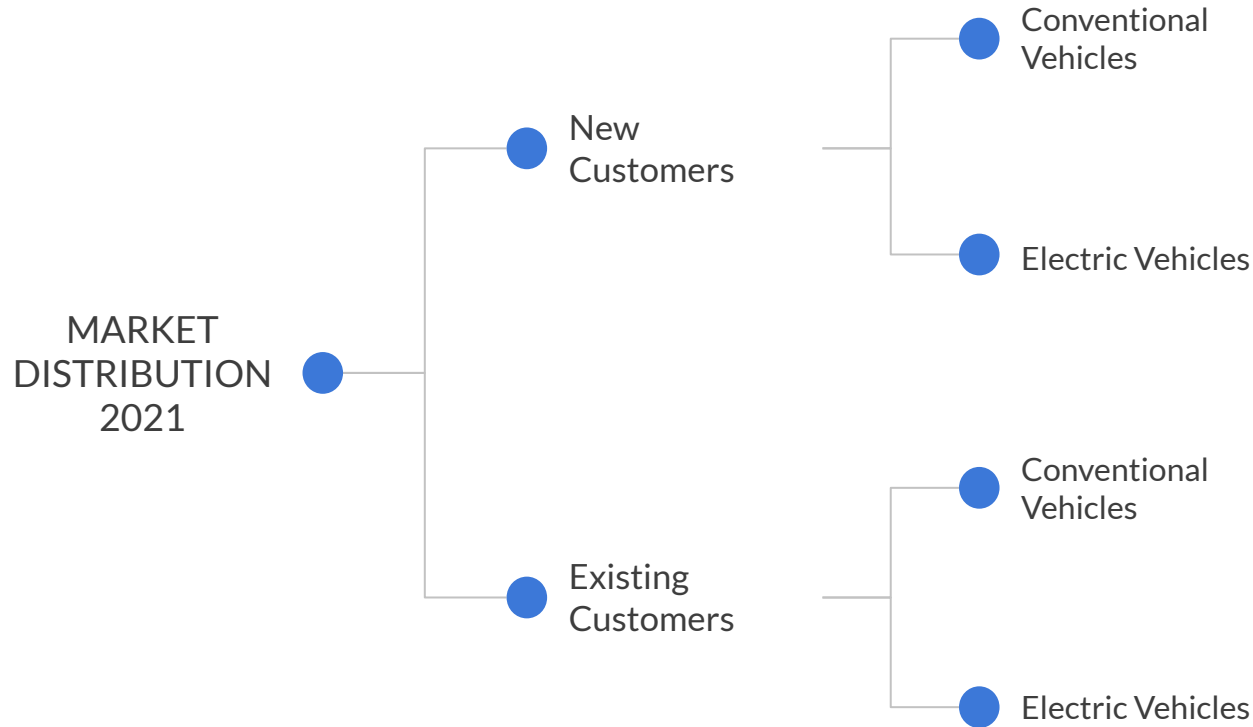 MARKET
DISTRIBUTION
2021
New
Customers
Conventional
Vehicles
Electric Vehicles
Existing
Customers
Conventional
Vehicles
Electric Vehicles